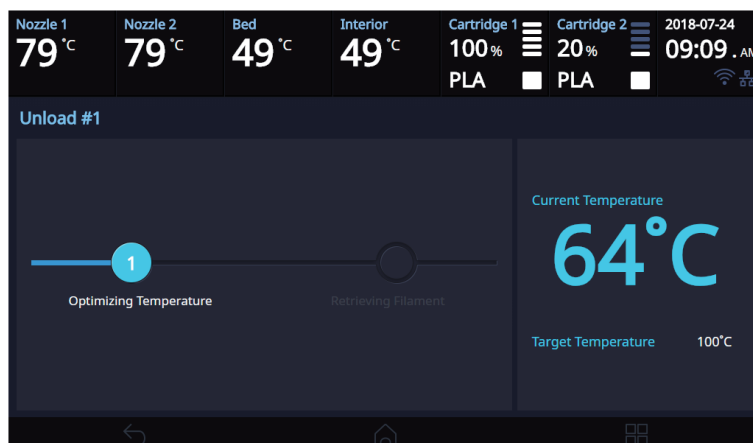 Nozzle 1 Nozzle 2 Bed Interior Cartridge 1 Cartridge 2 2018-07-24
79 °C 79 °C 49 °C 49 °C 100 % 20 % 09:09 . AM
PLA PLA
Unload #1
1
Optimizing Temperature
Retrieving Filament
Current Temperature
64°C
Target Temperature 100°C